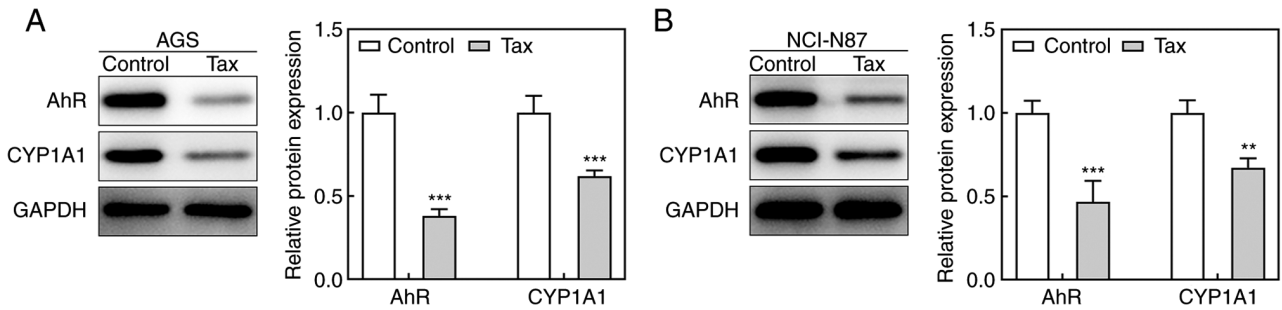 A
AGS
Control Tax
AhR
CYP1A1
GAPDH
Relative protein expression
1.5
1.0
0.5
0.0
Control Tax
***
***
AhR CYP1A1
B
NCI-N87
Control Tax
AhR
CYP1A1
GAPDH
Relative protein expression
1.5
1.0
0.5
0.0
Control Tax
***
**
AhR CYP1A1